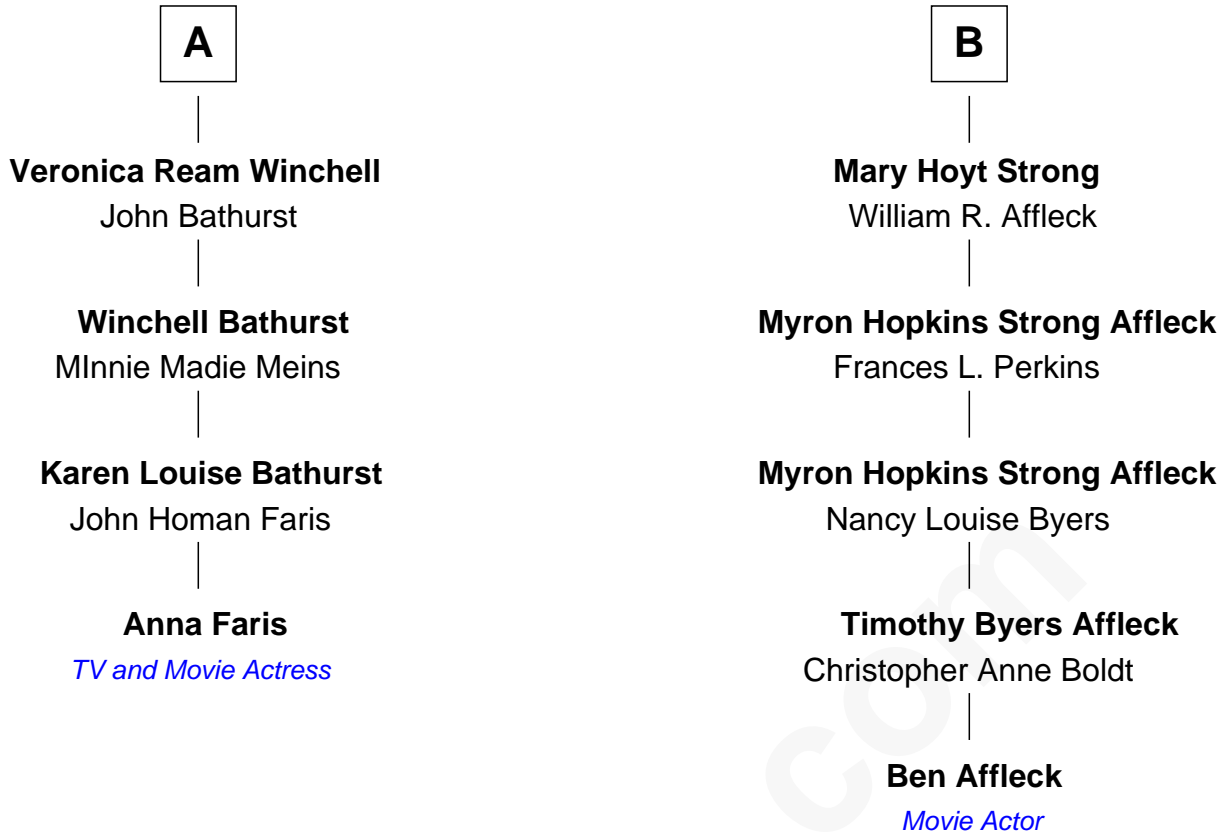 A
Veronica Ream Winchell
John Bathurst
Winchell Bathurst
MInnie Madie Meins
Karen Louise Bathurst
John Homan Faris
Anna Faris
TV and Movie Actress
B
Mary Hoyt Strong
William R. Affleck
Myron Hopkins Strong Affleck
Frances L. Perkins
Myron Hopkins Strong Affleck
Nancy Louise Byers
Timothy Byers Affleck
Christopher Anne Boldt
Ben Affleck
Movie Actor
com